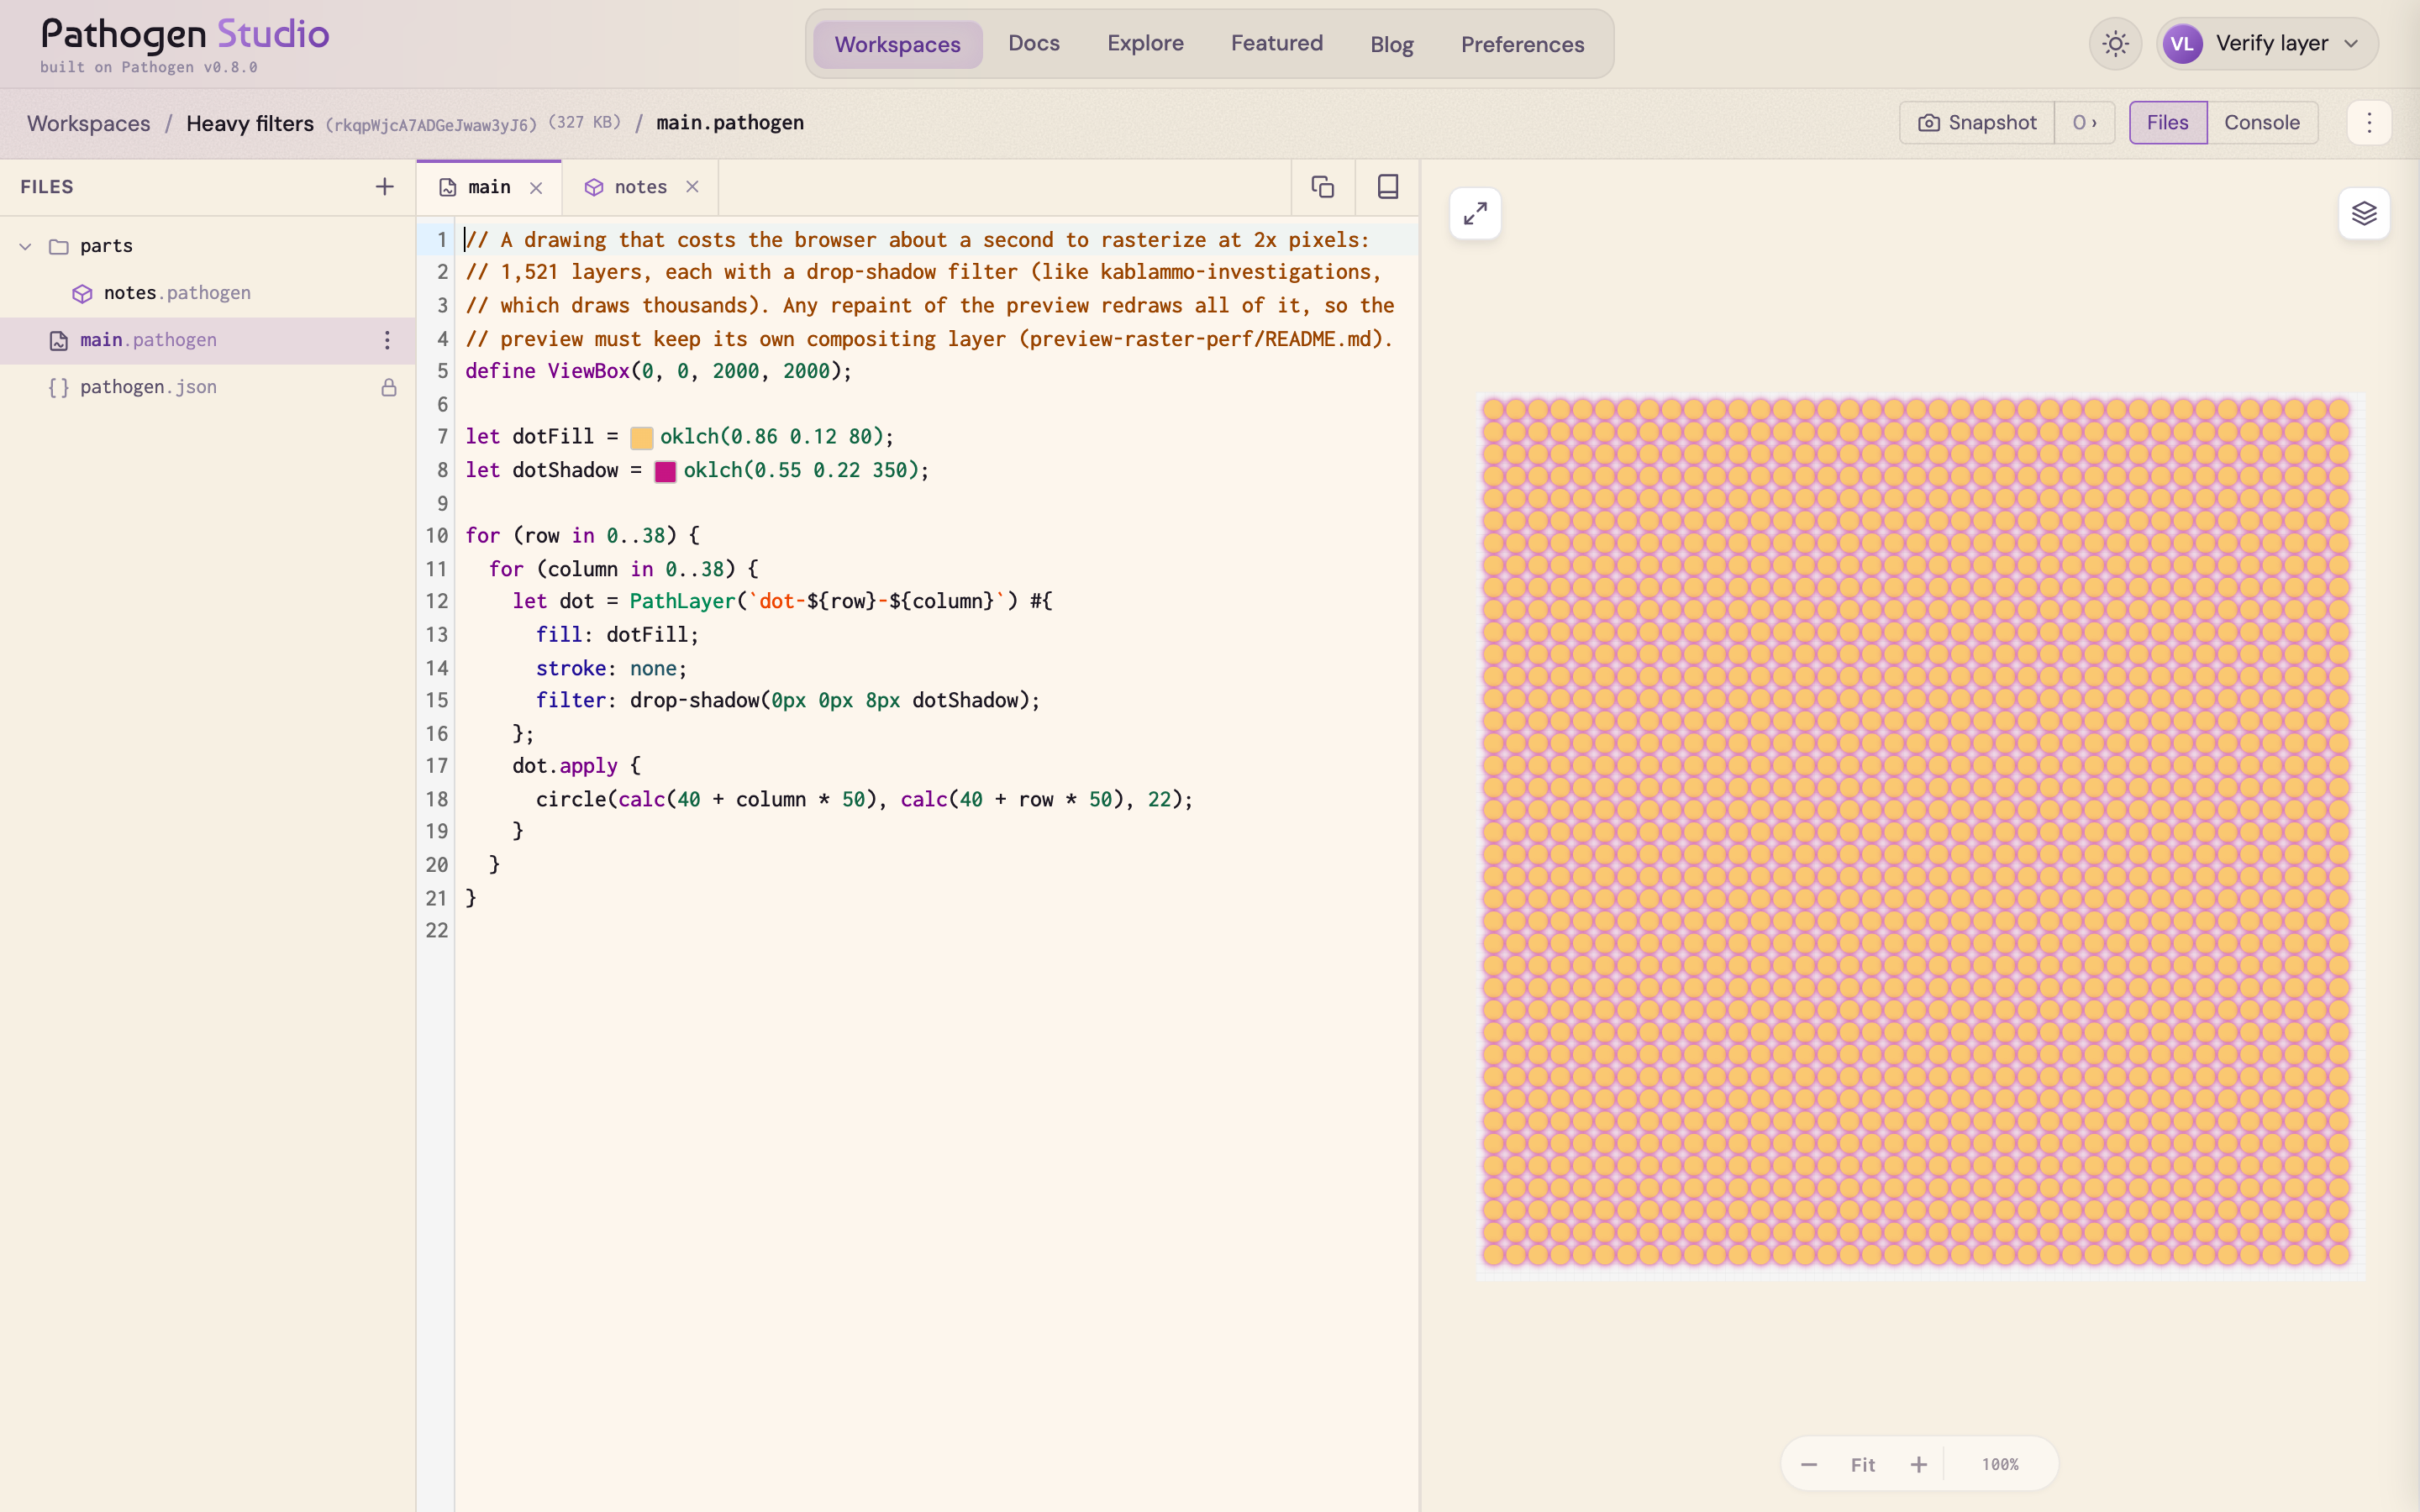 Pathogen Studio
built on Pathogen v0.8.0
Workspaces Docs Explore Featured Blog Preferences
VL Verify layer
Workspaces / Heavy filters (rkqpWjcA7ADGeJwaw3yJ6) (327 KB) / main.pathogen
Snapshot 0 › Files Console
FILES
parts
notes.pathogen
main.pathogen
{} pathogen.json
main notes
1 // A drawing that costs the browser about a second to rasterize at 2x pixels:
2 // 1,521 layers, each with a drop-shadow filter (like kablammo-investigations,
3 // which draws thousands). Any repaint of the preview redraws all of it, so the
4 // preview must keep its own compositing layer (preview-raster-perf/README.md).
5 define ViewBox(0, 0, 2000, 2000);
6
7 let dotFill = oklch(0.86 0.12 80);
8 let dotShadow = oklch(0.55 0.22 350);
9
10 for (row in 0..38) {
11 for (column in 0..38) {
12 let dot = PathLayer(`dot-${row}-${column}`) #{
13 fill: dotFill;
14 stroke: none;
15 filter: drop-shadow(0px 0px 8px dotShadow);
16 };
17 dot.apply {
18 circle(calc(40 + column * 50), calc(40 + row * 50), 22);
19 }
20 }
21 }
22
Fit 100%